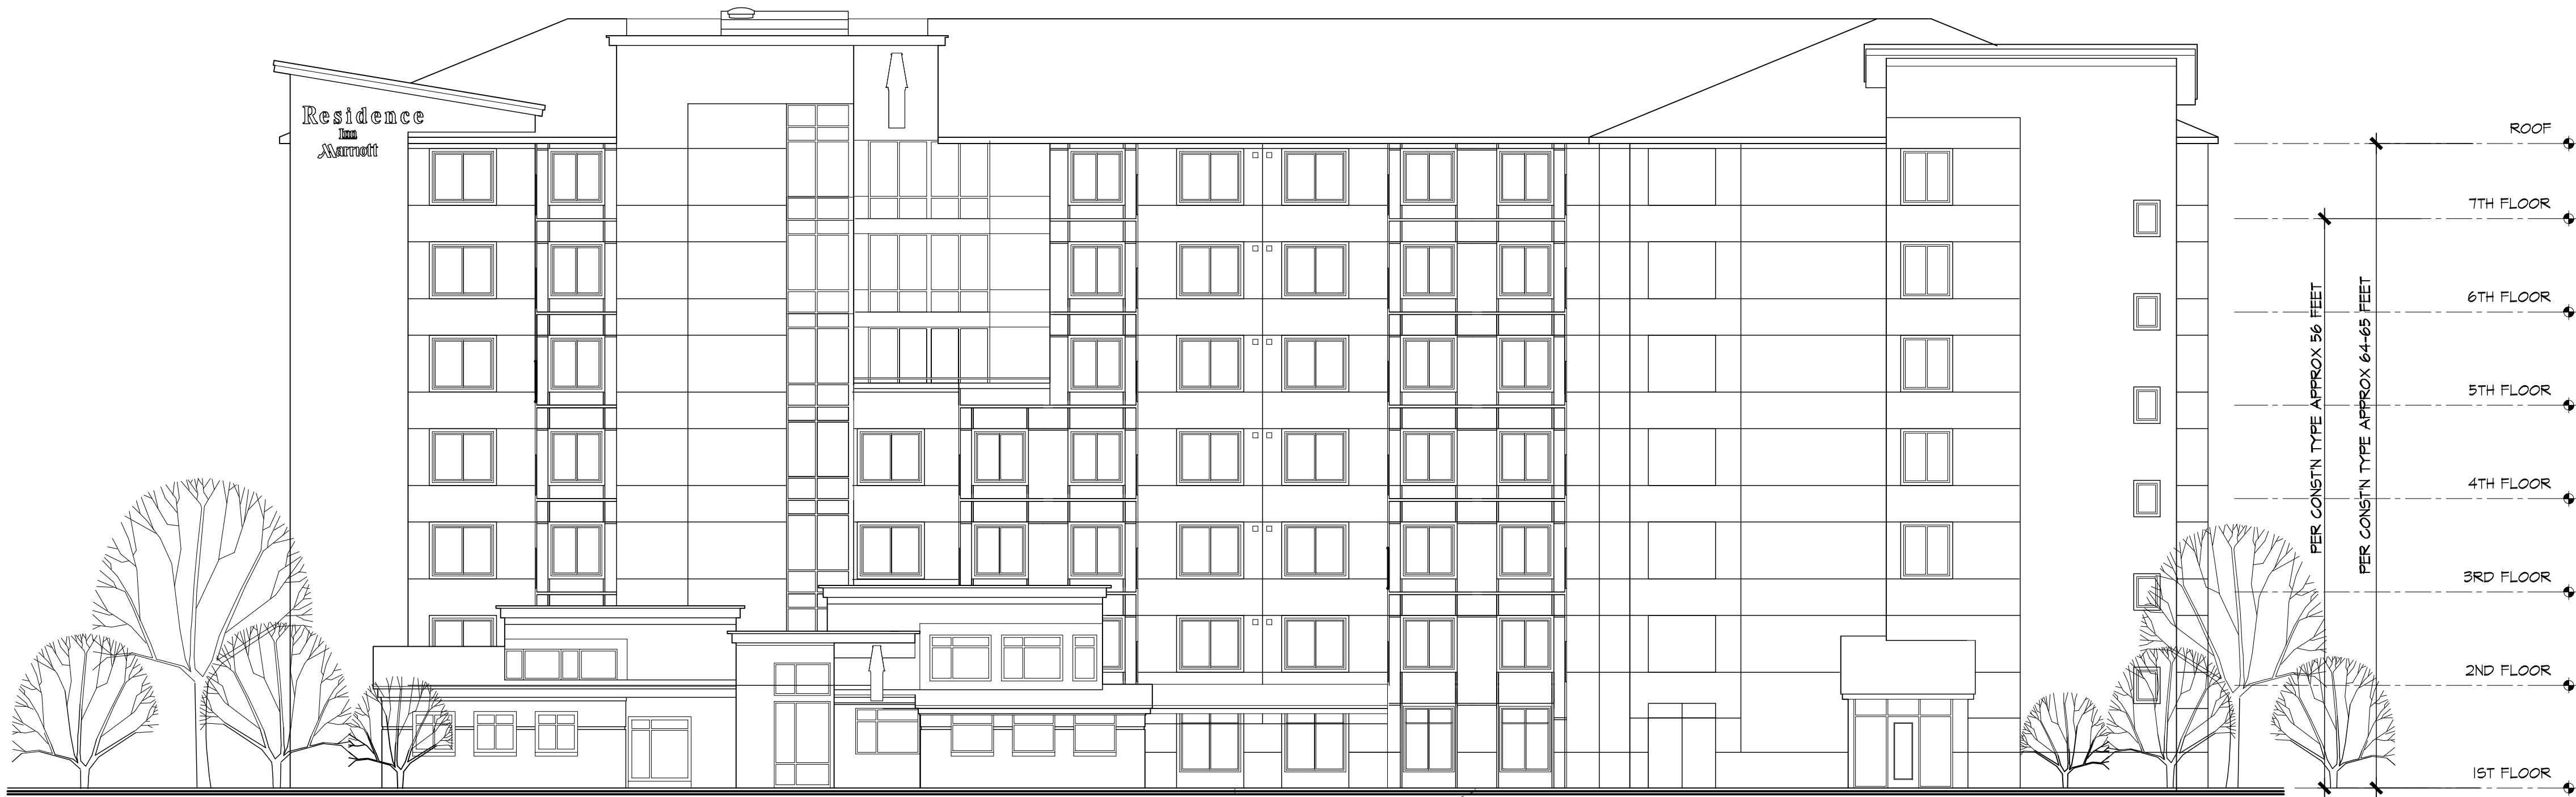 Residence
Inn
Marriott
ROOF
7TH FLOOR
6TH FLOOR
5TH FLOOR
4TH FLOOR
3RD FLOOR
2ND FLOOR
1ST FLOOR
PER CONST'N TYPE APPROX 56 FEET
PER CONST'N TYPE APPROX 64-65 FEET